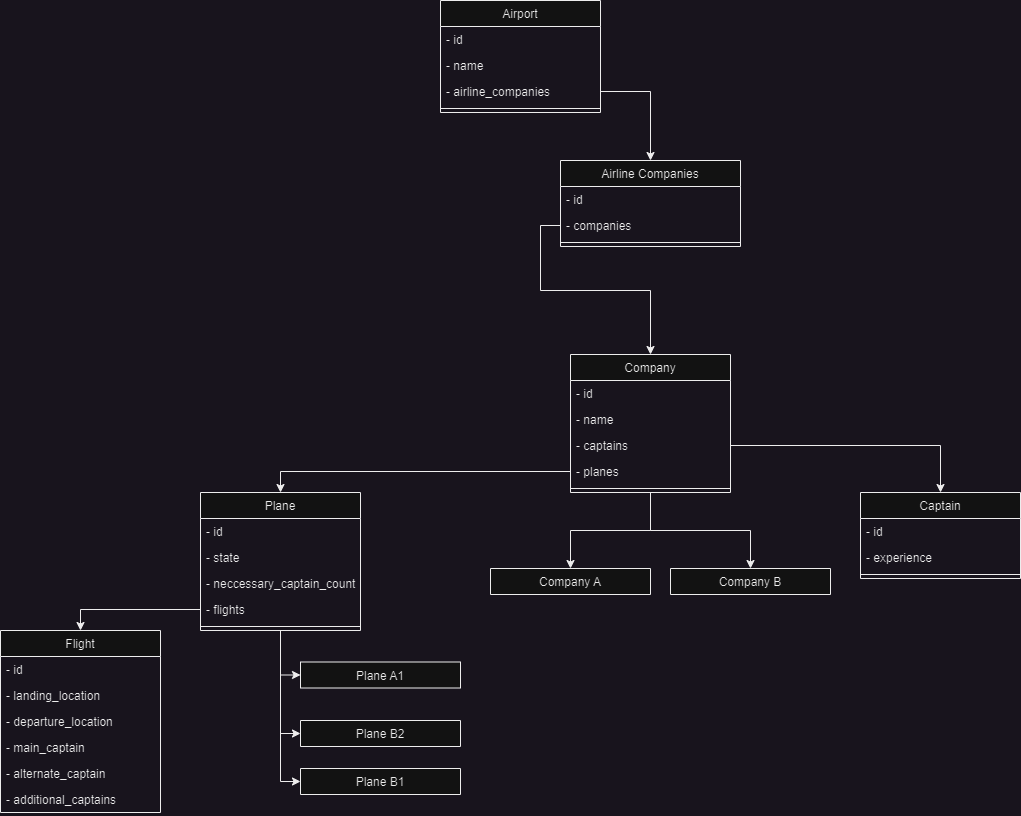 Airport
- id
- name
- airline_companies
Airline Companies
- id
- companies
Company
- id
- name
- captains
- planes
Plane
- id
- state
- neccessary_captain_count
- flights
Company A
Company B
Captain
- id
- experience
Flight
- id
- landing_location
- departure_location
- main_captain
- alternate_captain
- additional_captains
Plane A1
Plane B2
Plane B1